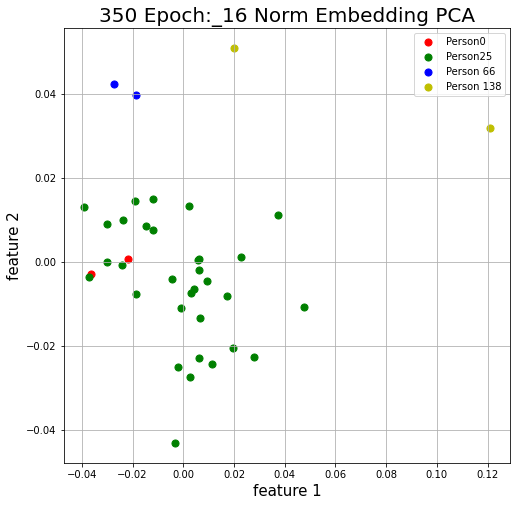 350 Epoch:_16 Norm Embedding PCA
Person0
Person25
Person 66
Person 138
0.04
0.02
0.00
−0.02
−0.04
feature 2
−0.04 −0.02 0.00 0.02 0.04 0.06 0.08 0.10 0.12
feature 1